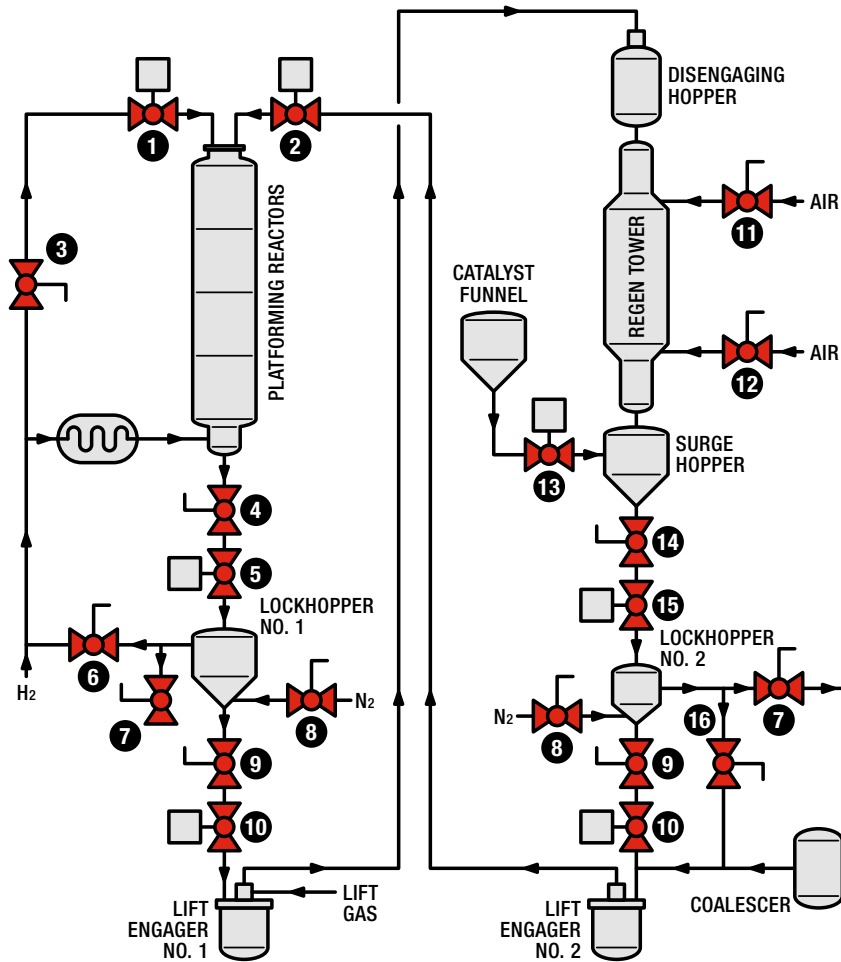 DISENGAGING
HOPPER
1
2
3
PLATFORMING REACTORS
REGEN TOWER
AIR
11
CATALYST
FUNNEL
AIR
12
SURGE
HOPPER
13
4
14
5
15
LOCKHOPPER
NO. 1
LOCKHOPPER
NO. 2
6
H2
7
N2
8
N2
8
16
7
9
9
10
10
LIFT
GAS
COALESCER
LIFT
ENGAGER
NO. 1
LIFT
ENGAGER
NO. 2